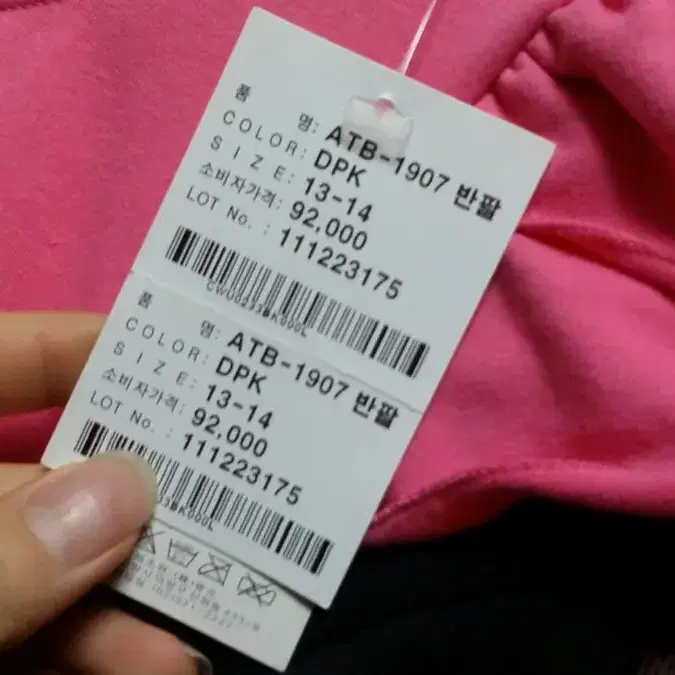 품 명: ATB-1907 반팔
COLOR: DPK
SIZE: 13-14
소비자가격: 92,000
LOT No. : 111223175
CW00233BK000L
품 명: ATB-1907 반팔
COLOR: DPK
SIZE: 13-14
소비자가격: 92,000
LOT No. : 111223175